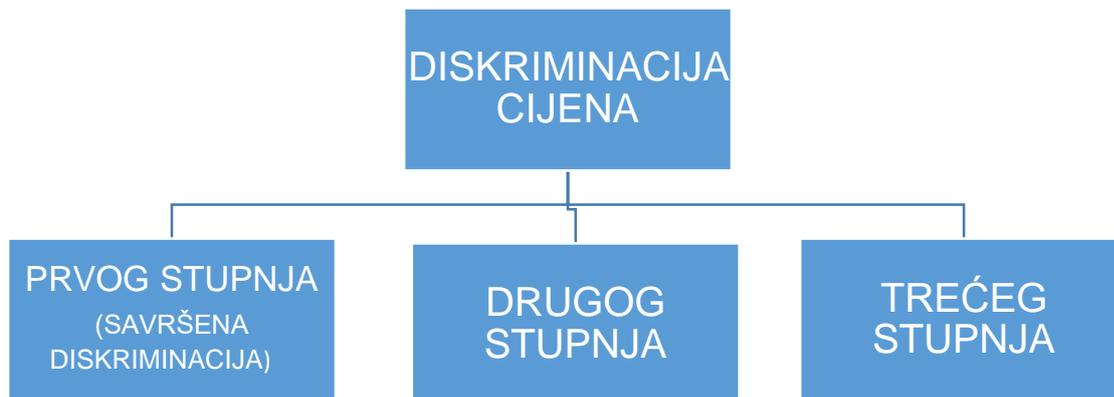 DISKRIMINACIJA
CIJENA
PRVOG STUPNJA
(SAVRŠENA
DISKRIMINACIJA)
DRUGOG
STUPNJA
TREĆEG
STUPNJA